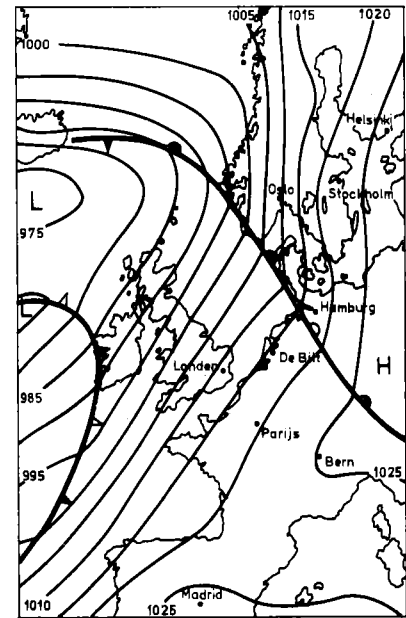 1005
1015
1020
1000
Helsinki
Oslo
Stockholm
L
975
Hamburg
L
De Bilt
Londen
H
985
Parijs
Bern
995
1025
Madrid
1010
1025